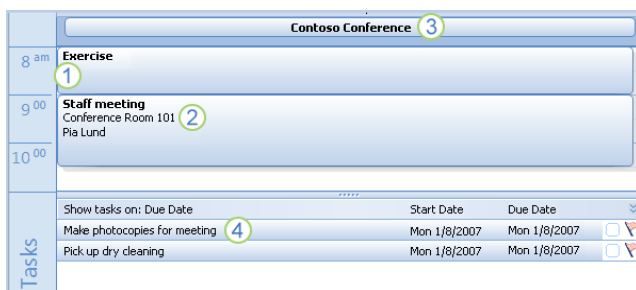 Contoso Conference 3
8 am Exercise
1
9 00 Staff meeting
Conference Room 101 2
Pia Lund
10 00
Tasks
Show tasks on: Due Date Start Date Due Date
Make photocopies for meeting 4 Mon 1/8/2007 Mon 1/8/2007
Pick up dry cleaning Mon 1/8/2007 Mon 1/8/2007